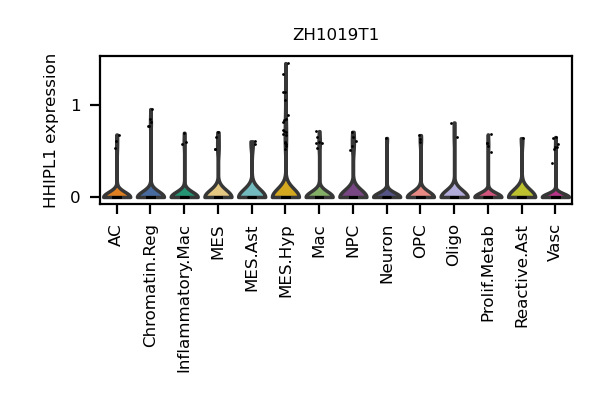 ZH1019T1
HHIPL1 expression
1
0
AC
Chromatin.Reg
Inflammatory.Mac
MES
MES.Ast
MES.Hyp
Mac
NPC
Neuron
OPC
Oligo
Prolif.Metab
Reactive.Ast
Vasc